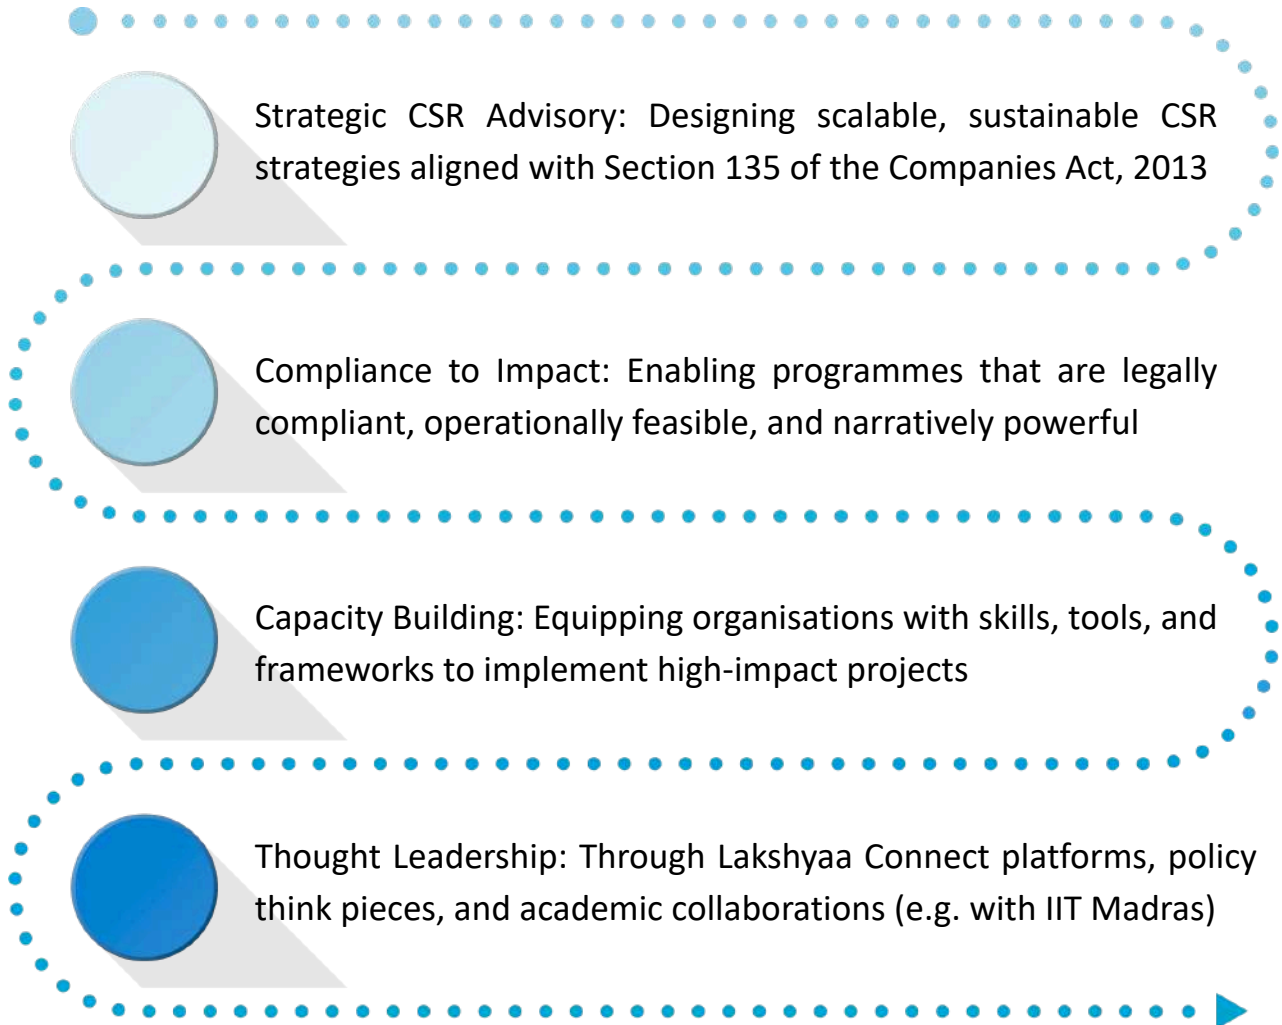 Strategic CSR Advisory: Designing scalable, sustainable CSR
strategies aligned with Section 135 of the Companies Act, 2013
Compliance to Impact: Enabling programmes that are legally
compliant, operationally feasible, and narratively powerful
Capacity Building: Equipping organisations with skills, tools, and
frameworks to implement high-impact projects
Thought Leadership: Through Lakshyaa Connect platforms, policy
think pieces, and academic collaborations (e.g. with IIT Madras)